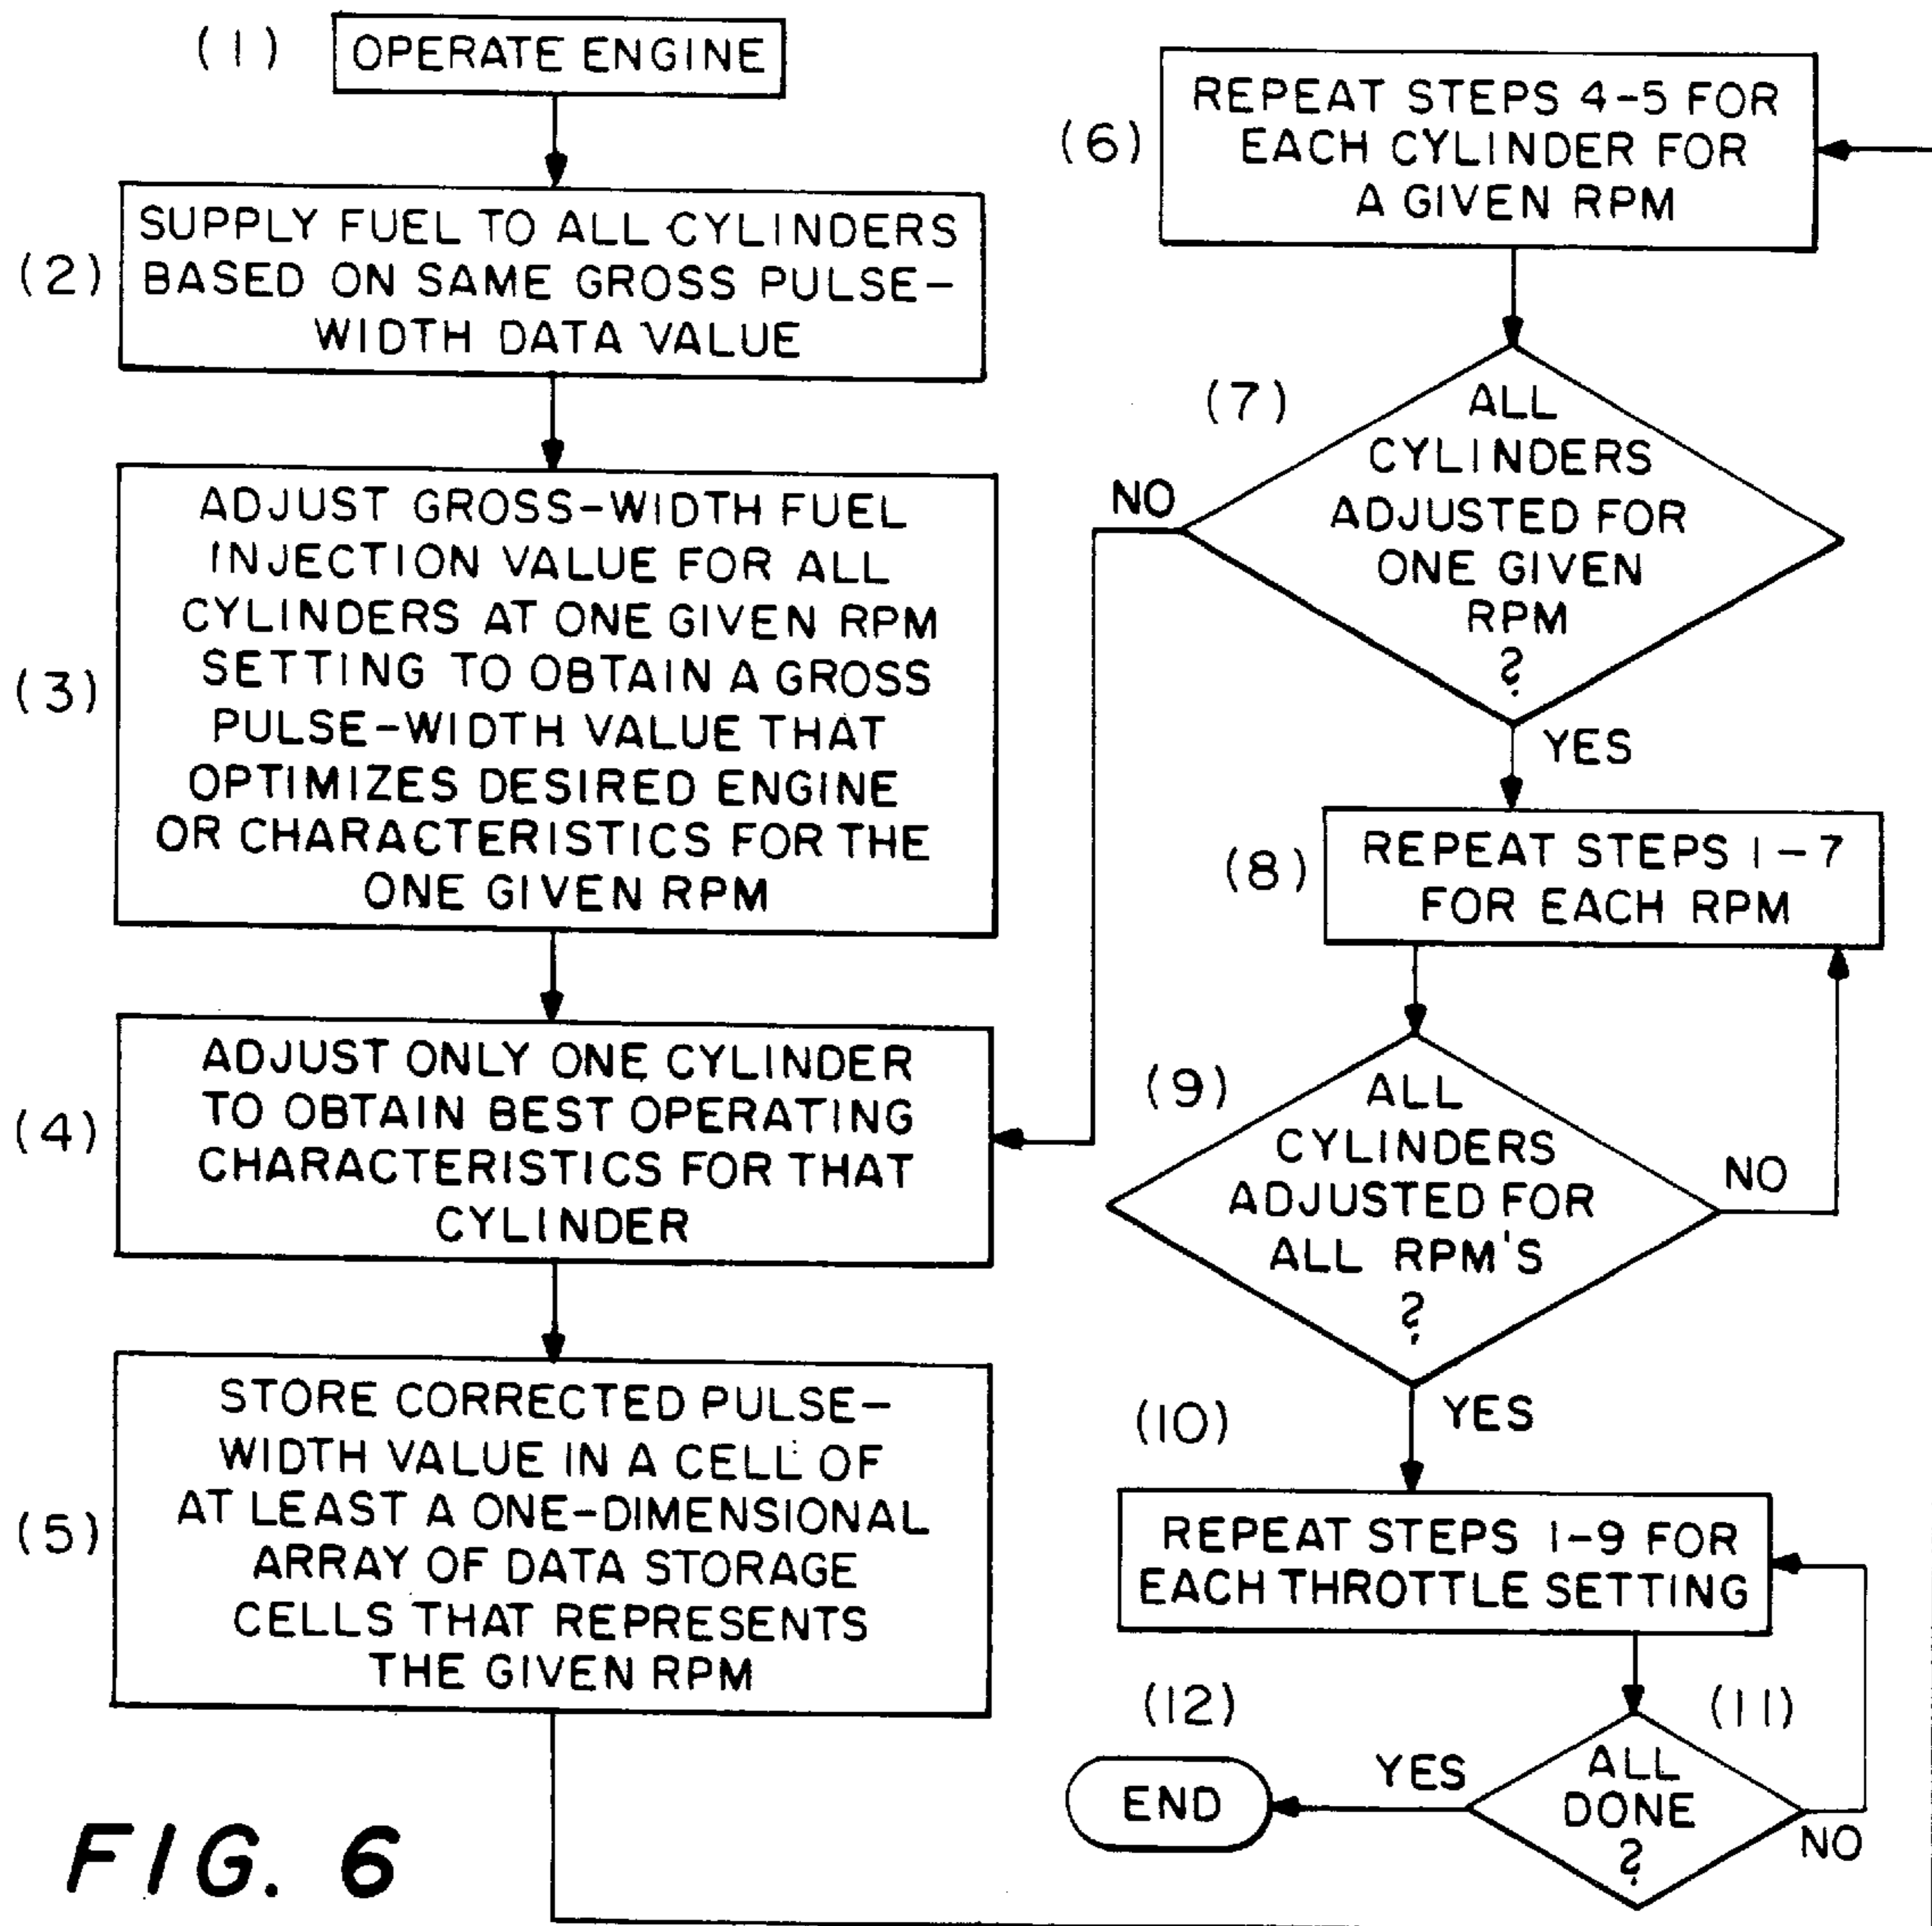 (1)
OPERATE ENGINE
(2)
SUPPLY FUEL TO ALL CYLINDERS
BASED ON SAME GROSS PULSE-
WIDTH DATA VALUE
(3)
ADJUST GROSS-WIDTH FUEL
INJECTION VALUE FOR ALL
CYLINDERS AT ONE GIVEN RPM
SETTING TO OBTAIN A GROSS
PULSE-WIDTH VALUE THAT
OPTIMIZES DESIRED ENGINE
OR CHARACTERISTICS FOR THE
ONE GIVEN RPM
(4)
ADJUST ONLY ONE CYLINDER
TO OBTAIN BEST OPERATING
CHARACTERISTICS FOR THAT
CYLINDER
(5)
STORE CORRECTED PULSE-
WIDTH VALUE IN A CELL OF
AT LEAST A ONE-DIMENSIONAL
ARRAY OF DATA STORAGE
CELLS THAT REPRESENTS
THE GIVEN RPM
(6)
REPEAT STEPS 4-5 FOR
EACH CYLINDER FOR
A GIVEN RPM
(7)
ALL
CYLINDERS
ADJUSTED FOR
ONE GIVEN
RPM
?
NO
YES
(8)
REPEAT STEPS 1-7
FOR EACH RPM
(9)
ALL
CYLINDERS
ADJUSTED FOR
ALL RPM'S
?
NO
YES
(10)
REPEAT STEPS 1-9 FOR
EACH THROTTLE SETTING
(11)
ALL
DONE
?
NO
YES
(12)
END
FIG. 6